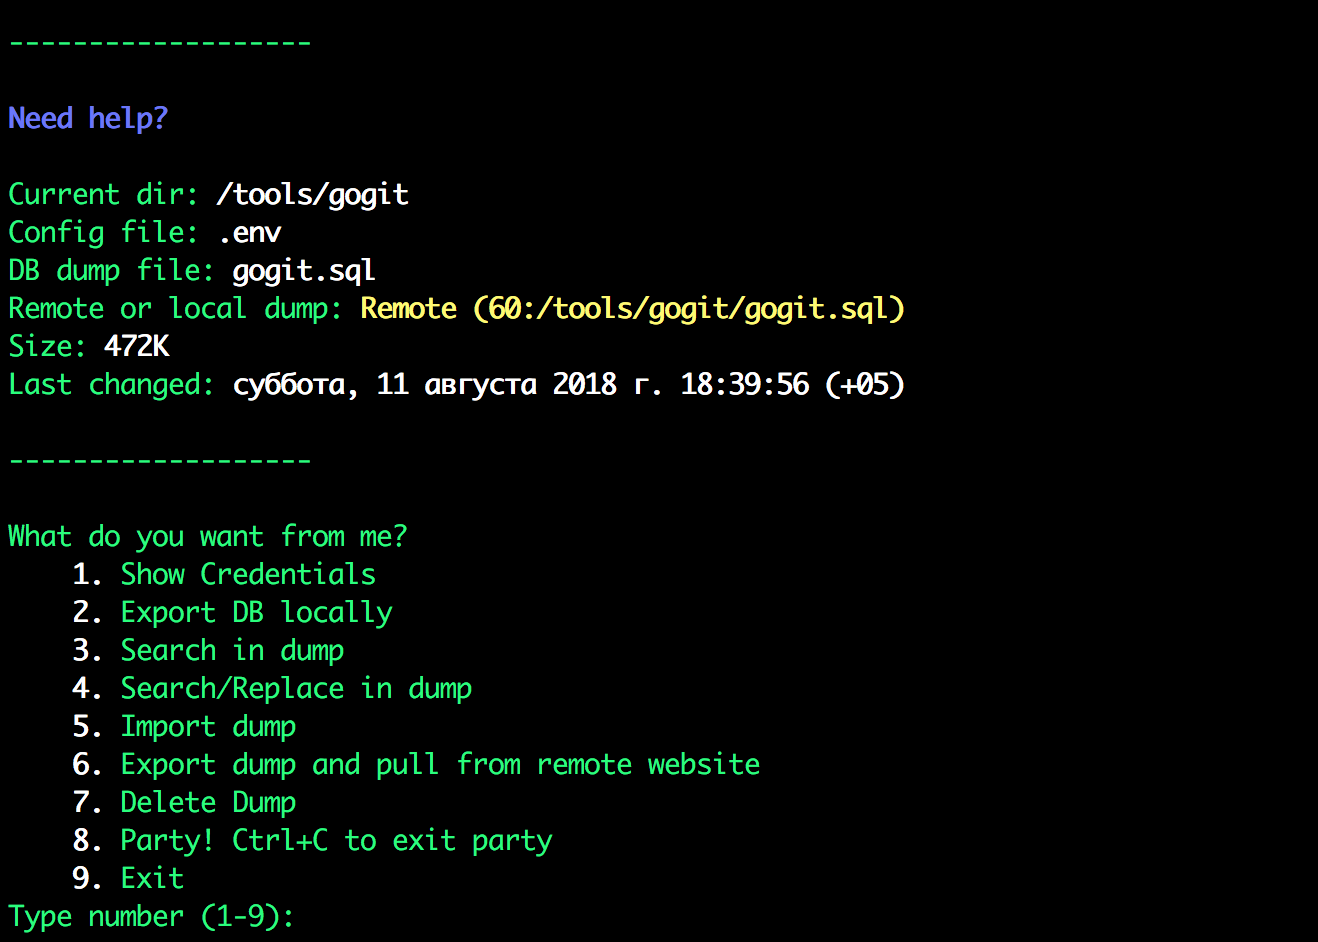 -------------------
Need help?
Current dir: /tools/gogit
Config file: .env
DB dump file: gogit.sql
Remote or local dump: Remote (60:/tools/gogit/gogit.sql)
Size: 472K
Last changed: суббота, 11 августа 2018 г. 18:39:56 (+05)
-------------------
What do you want from me?
1. Show Credentials
2. Export DB locally
3. Search in dump
4. Search/Replace in dump
5. Import dump
6. Export dump and pull from remote website
7. Delete Dump
8. Party! Ctrl+C to exit party
9. Exit
Type number (1-9):